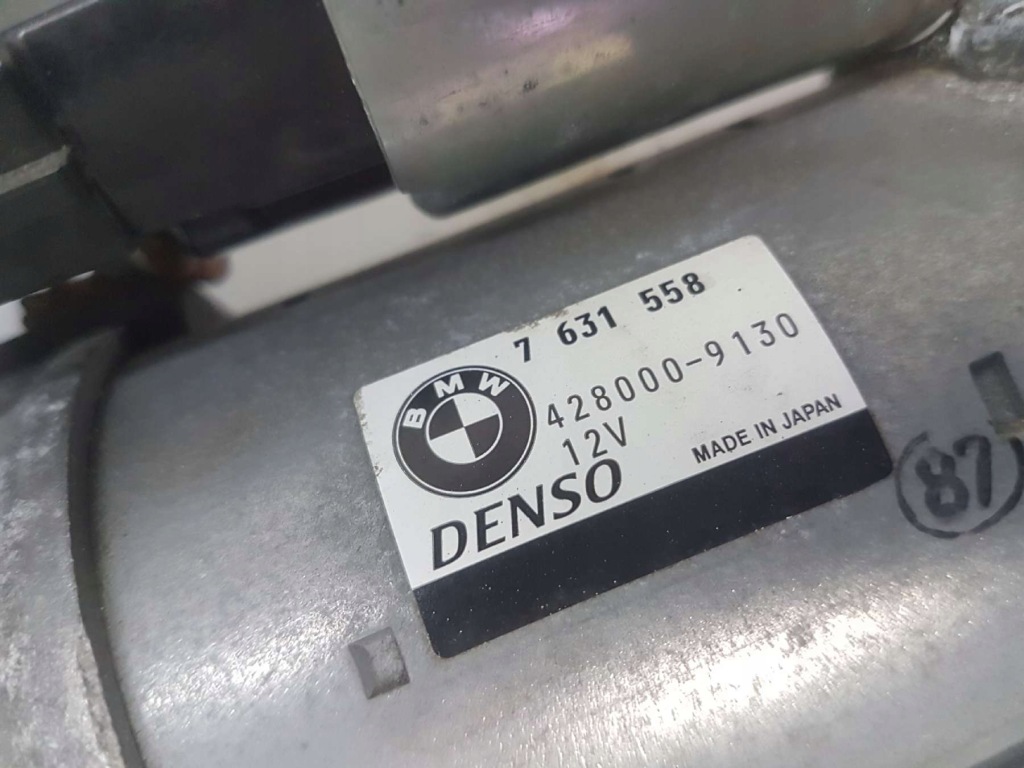 7 631 558
BMW
428000-9130
12V
MADE IN JAPAN
DENSO
87